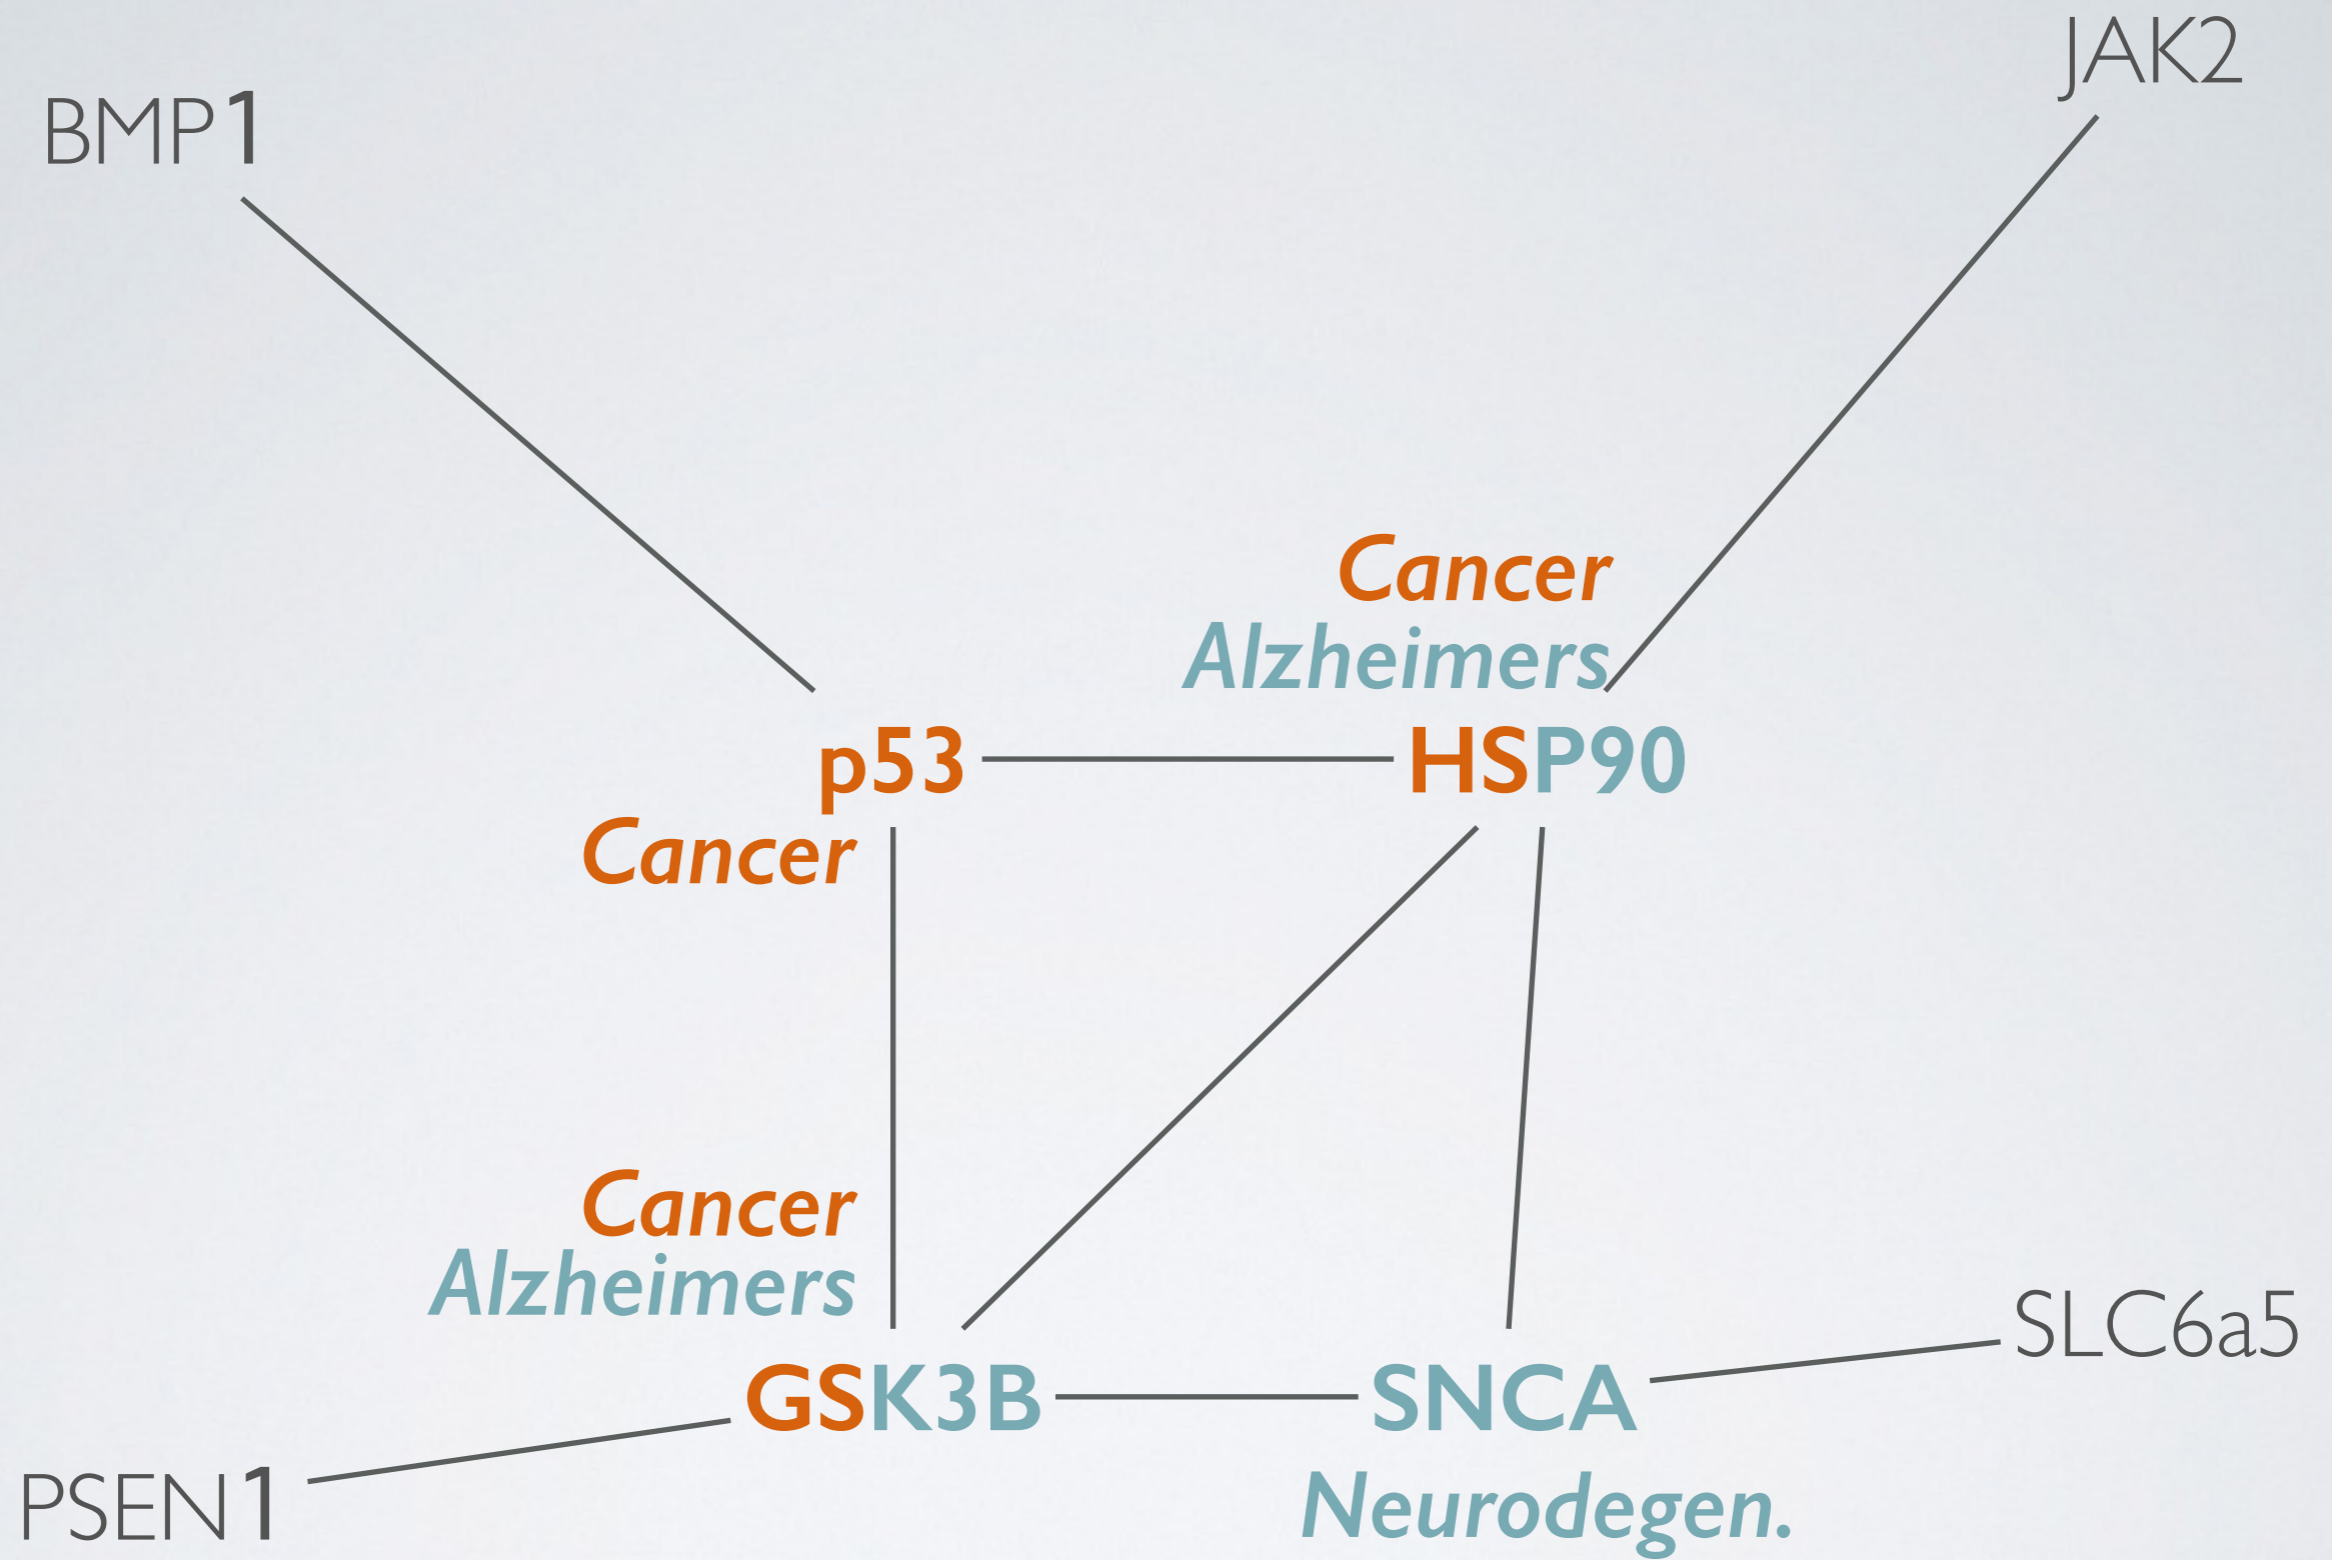 JAK2
BMP1
Cancer
Alzheimers
p53
HSP90
Cancer
Cancer
Alzheimers
SLC6a5
GSK3B
SNCA
PSEN1
Neurodegen.